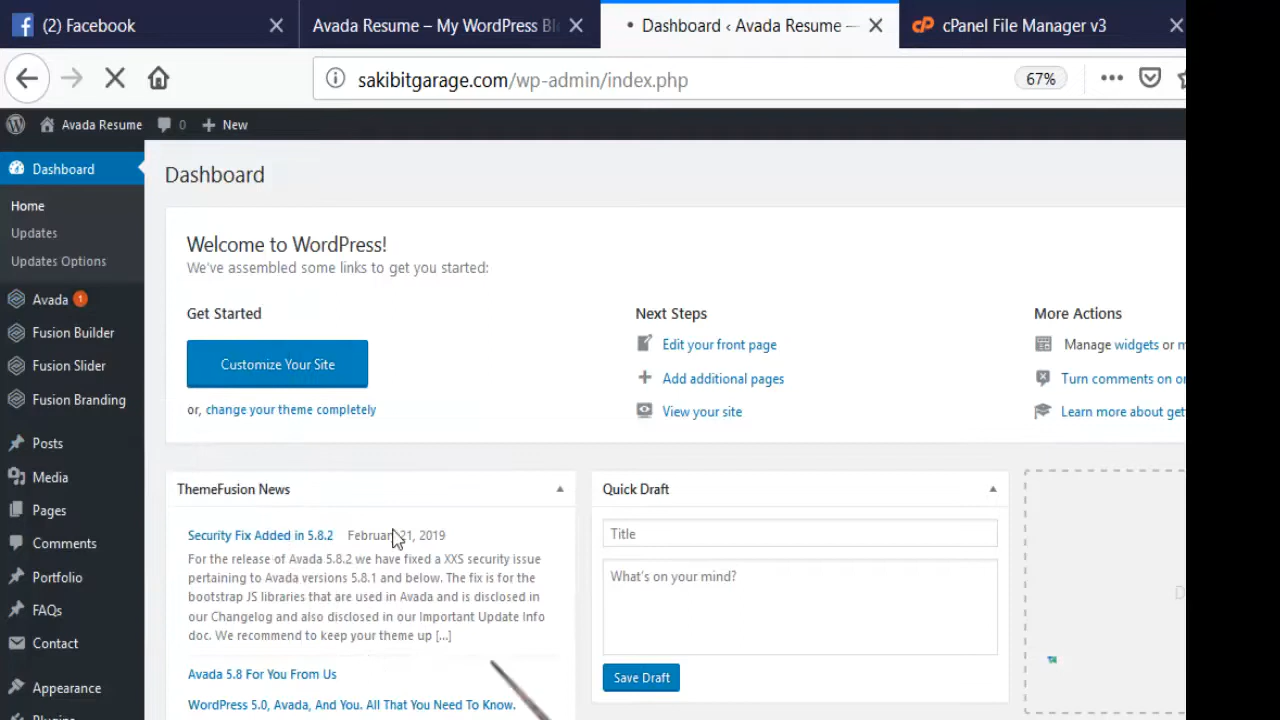 (2) Facebook
Avada Resume – My WordPress Bl
Dashboard ‹ Avada Resume —
cPanel File Manager v3
sakibitgarage.com/wp-admin/index.php
67%
Avada Resume
0
New
Dashboard
Home
Updates
Updates Options
Avada 1
Fusion Builder
Fusion Slider
Fusion Branding
Posts
Media
Pages
Comments
Portfolio
FAQs
Contact
Appearance
Plugins
Dashboard
Welcome to WordPress!
We've assembled some links to get you started:
Get Started
Customize Your Site
or, change your theme completely
Next Steps
Edit your front page
Add additional pages
View your site
More Actions
Manage widgets or m
Turn comments on or
Learn more about get
ThemeFusion News
Security Fix Added in 5.8.2 February 21, 2019
For the release of Avada 5.8.2 we have fixed a XXS security issue
pertaining to Avada versions 5.8.1 and below. The fix is for the
bootstrap JS libraries that are used in Avada and is disclosed in
our Changelog and also disclosed in our Important Update Info
doc. We recommend to keep your theme up [...]
Avada 5.8 For You From Us
WordPress 5.0, Avada, And You. All That You Need To Know.
Quick Draft
Title
What's on your mind?
Save Draft
D